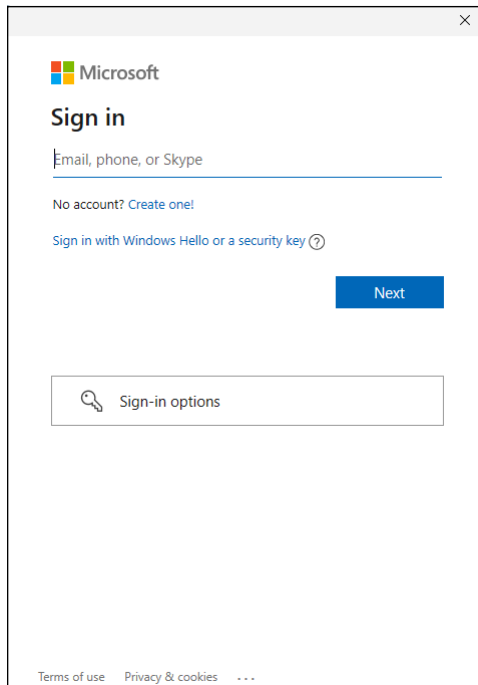 Microsoft
Sign in
Email, phone, or Skype
No account? Create one!
Sign in with Windows Hello or a security key
Next
Sign-in options
Terms of use Privacy & cookies ...